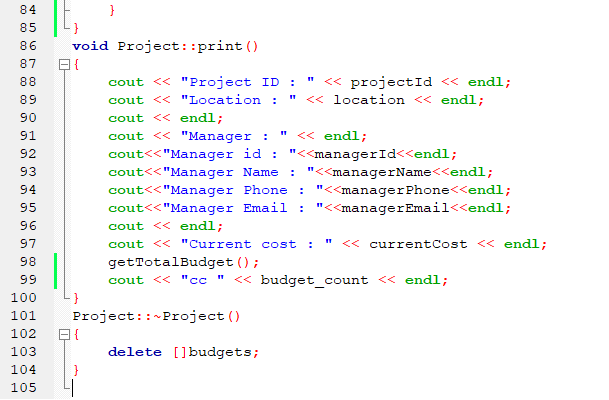 84 }
85 }
86 void Project::print()
87 {
88 cout << "Project ID : " << projectId << endl;
89 cout << "Location : " << location << endl;
90 cout << endl;
91 cout << "Manager : " << endl;
92 cout<<"Manager id : "<<managerId<<endl;
93 cout<<"Manager Name : "<<managerName<<endl;
94 cout<<"Manager Phone : "<<managerPhone<<endl;
95 cout<<"Manager Email : "<<managerEmail<<endl;
96 cout << endl;
97 cout << "Current cost : " << currentCost << endl;
98 getTotalBudget();
99 cout << "cc " << budget_count << endl;
100 }
101 Project::~Project()
102 {
103 delete []budgets;
104 }
105